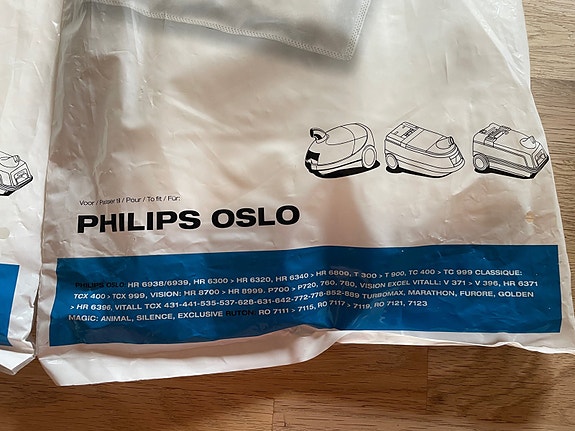 Voor / Passer til / Pour / To fit / Für:
PHILIPS OSLO
PHILIPS OSLO: HR 6938/6939, HR 6300 > HR 6320, HR 6340 > HR 6800, T 300 > T 900, TC 400 > TC 999 CLASSIQUE:
TCX 400 > TCX 999, VISION: HR 8700 > HR 8999. P700 > P720, 760, 780, VISION EXCEL VITALL: V 371 > V 396, HR 6371
> HR 6396, VITALL TCX 431-441-535-537-628-631-642-772-778-852-889 TURBOMAX, MARATHON, FURORE, GOLDEN
MAGIC: ANIMAL, SILENCE, EXCLUSIVE RUTON: RO 7111 > 7115, RO 7117 > 7119, RO 7121, 7123